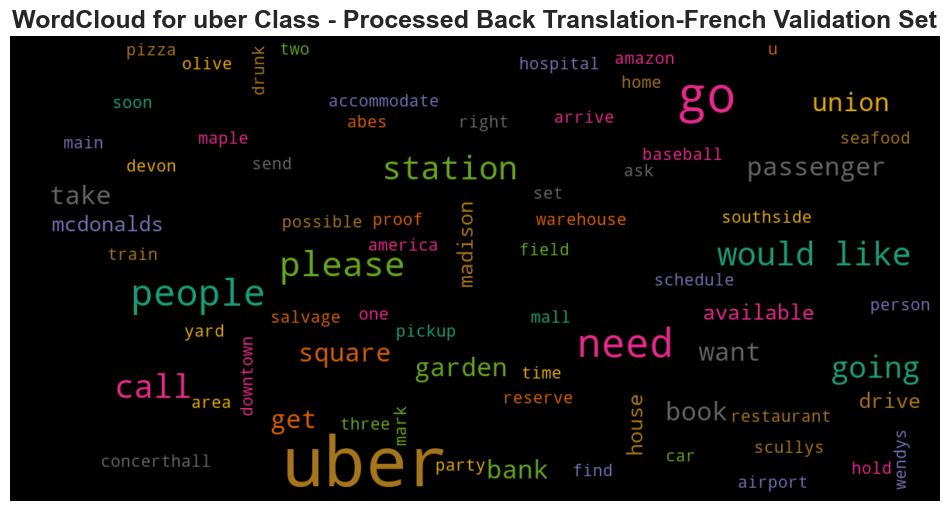 WordCloud for uber Class - Processed Back Translation-French Validation Set
pizza
olive
drunk
two
hospital
amazon
u
home
go
soon
accommodate
union
abes
right
arrive
main
maple
seafood
devon
send
station
baseball
ask
passenger
take
set
mcdonalds
possible
proof
madison
warehouse
southside
train
america
field
would like
please
schedule
people
available
person
salvage
one
mall
yard
pickup
need
square
want
downtown
garden
time
going
call
area
reserve
drive
get
three
mark
house
book
restaurant
uber
scullys
concerthall
party
bank
find
car
hold
wendys
airport